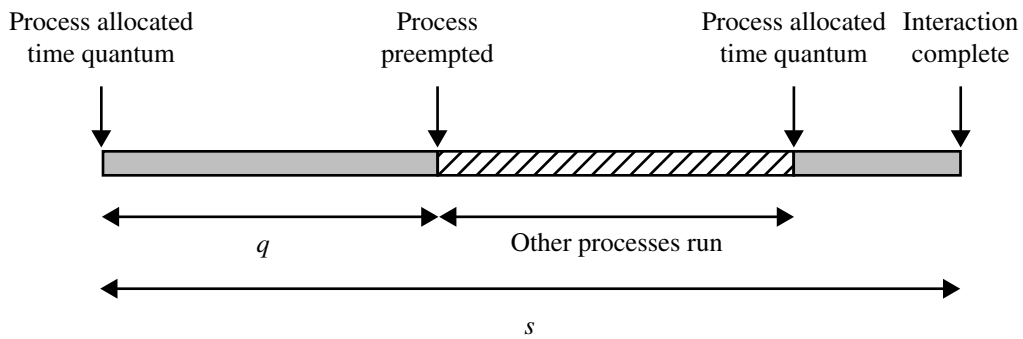 Process allocated
time quantum
Process
preempted
Process allocated
time quantum
Interaction
complete
q
Other processes run
s